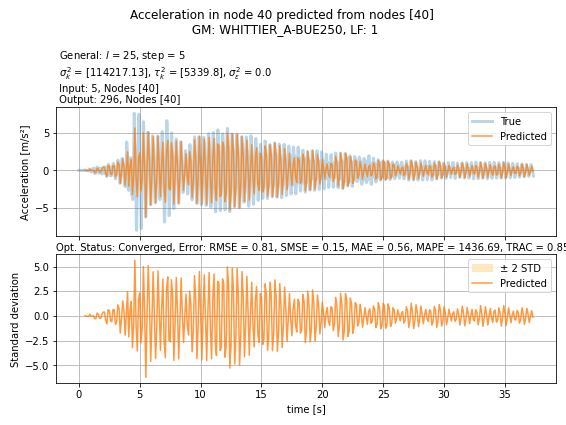 Acceleration in node 40 predicted from nodes [40]
GM: WHITTIER_A-BUE250, LF: 1
General: l = 25, step = 5
σ²ₖ = [114217.13], τ²ₖ = [5339.8], σ²ε = 0.0
Input: 5, Nodes [40]
Output: 296, Nodes [40]
Acceleration [m/s²]
5
0
−5
True
Predicted
Opt. Status: Converged, Error: RMSE = 0.81, SMSE = 0.15, MAE = 0.56, MAPE = 1436.69, TRAC = 0.85
Standard deviation
5.0
2.5
0.0
−2.5
−5.0
± 2 STD
Predicted
0 5 10 15 20 25 30 35
time [s]